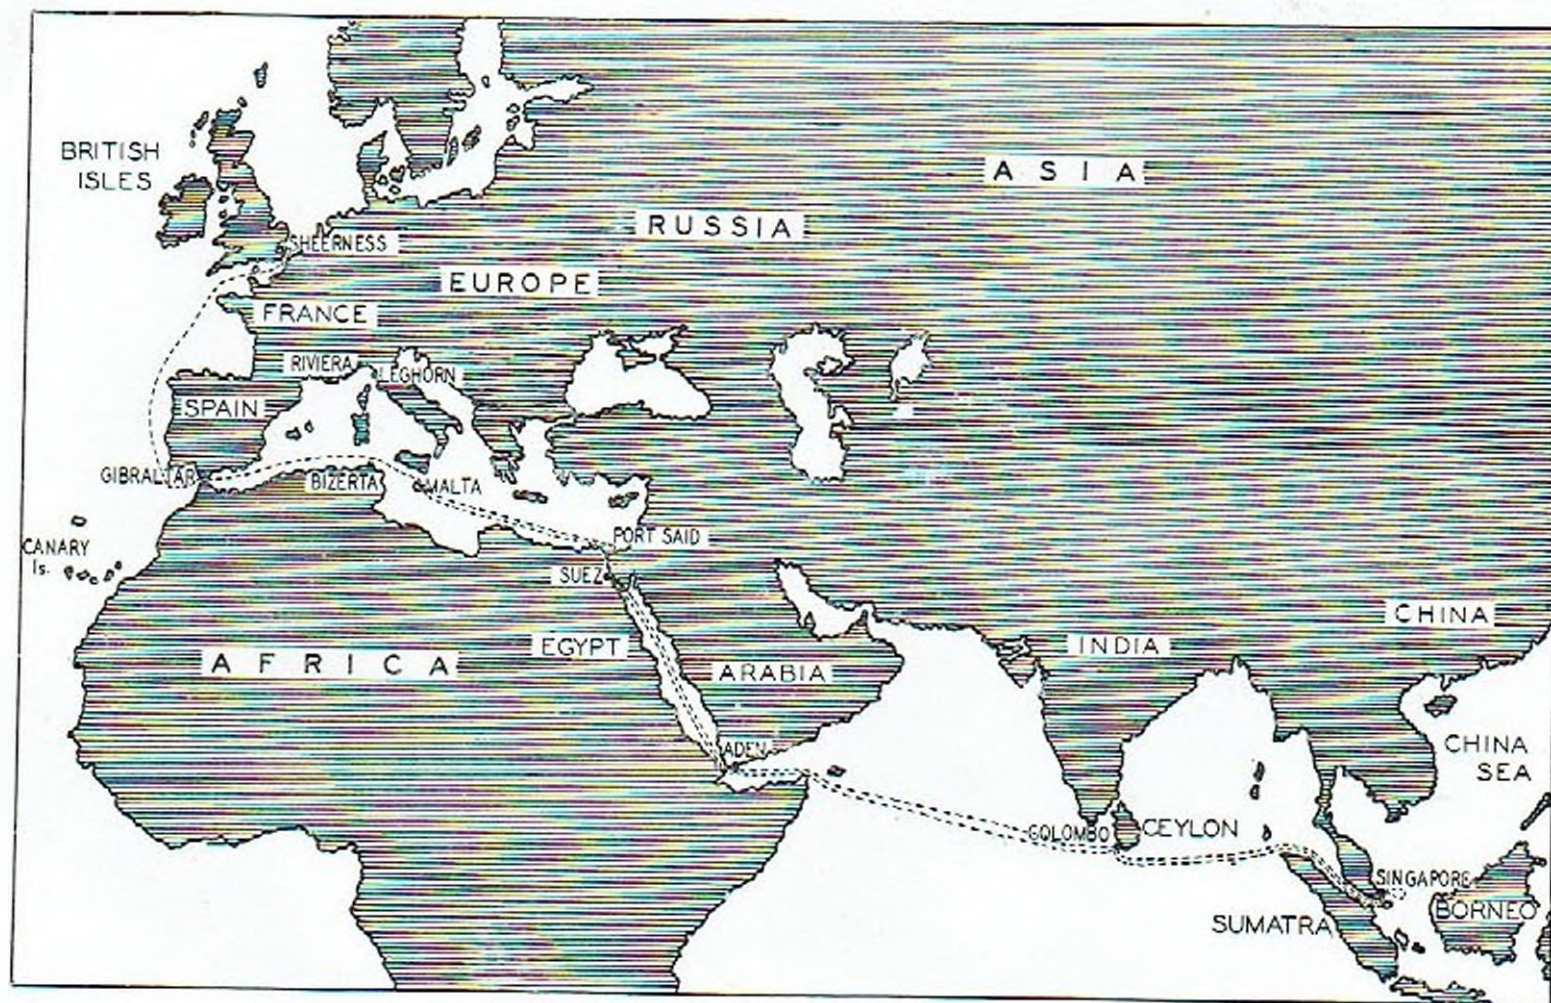 BRITISH
ISLES
ASIA
RUSSIA
SHEERNESS
EUROPE
FRANCE
RIVIERA
LEGHORN
SPAIN
GIBRALTAR
BIZERTA
MALTA
CANARY
Is.
PORT SAID
SUEZ
CHINA
EGYPT
INDIA
AFRICA
ARABIA
CHINA
SEA
ADEN
COLOMBO
CEYLON
SINGAPORE
BORNEO
SUMATRA